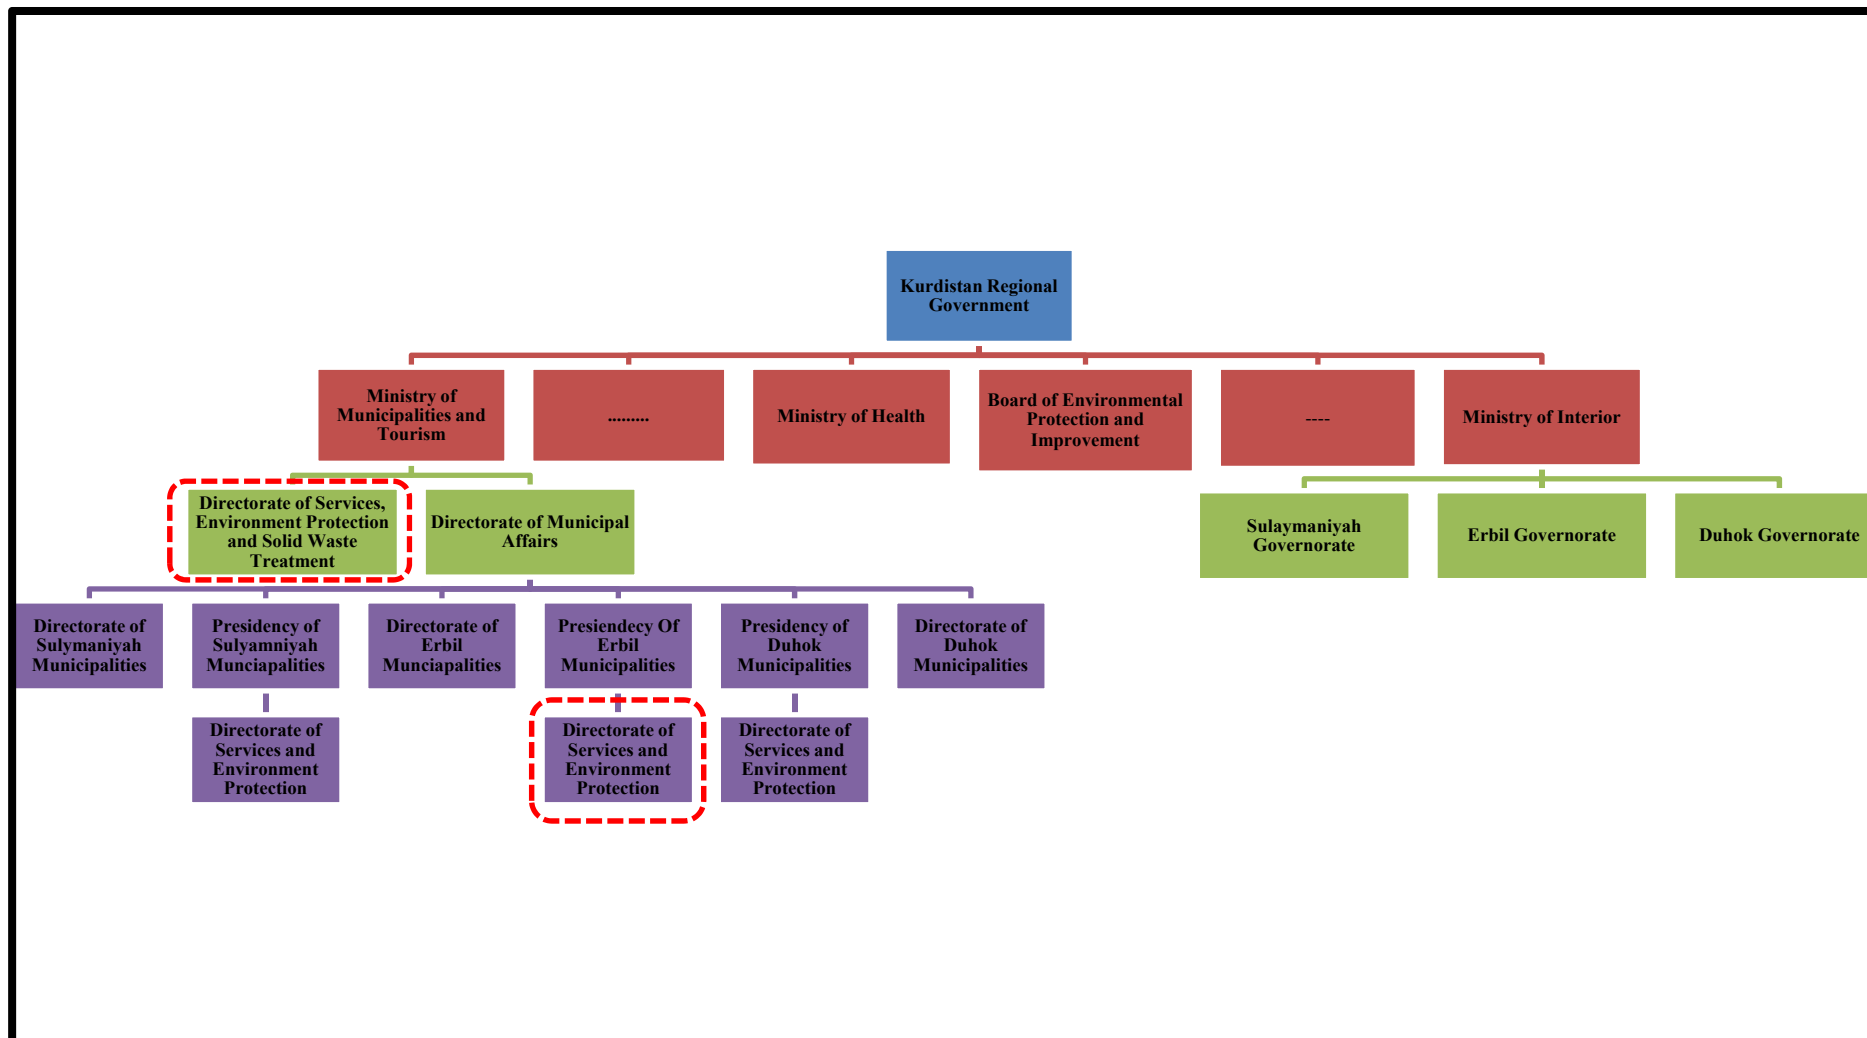 Kurdistan Regional
Government
Ministry of
Municipalities and
Tourism
.........
Ministry of Health
Board of Environmental
Protection and
Improvement
----
Ministry of Interior
Directorate of Services,
Environment Protection
and Solid Waste
Treatment
Directorate of Municipal
Affairs
Sulaymaniyah
Governorate
Erbil Governorate
Duhok Governorate
Directorate of
Sulymaniyah
Municipalities
Presidency of
Sulyamniyah
Munciapalities
Directorate of
Erbil
Munciapalities
Presiendecy Of
Erbil
Municipalities
Presidency of
Duhok
Municipalities
Directorate of
Duhok
Municipalities
Directorate of
Services and
Environment
Protection
Directorate of
Services and
Environment
Protection
Directorate of
Services and
Environment
Protection